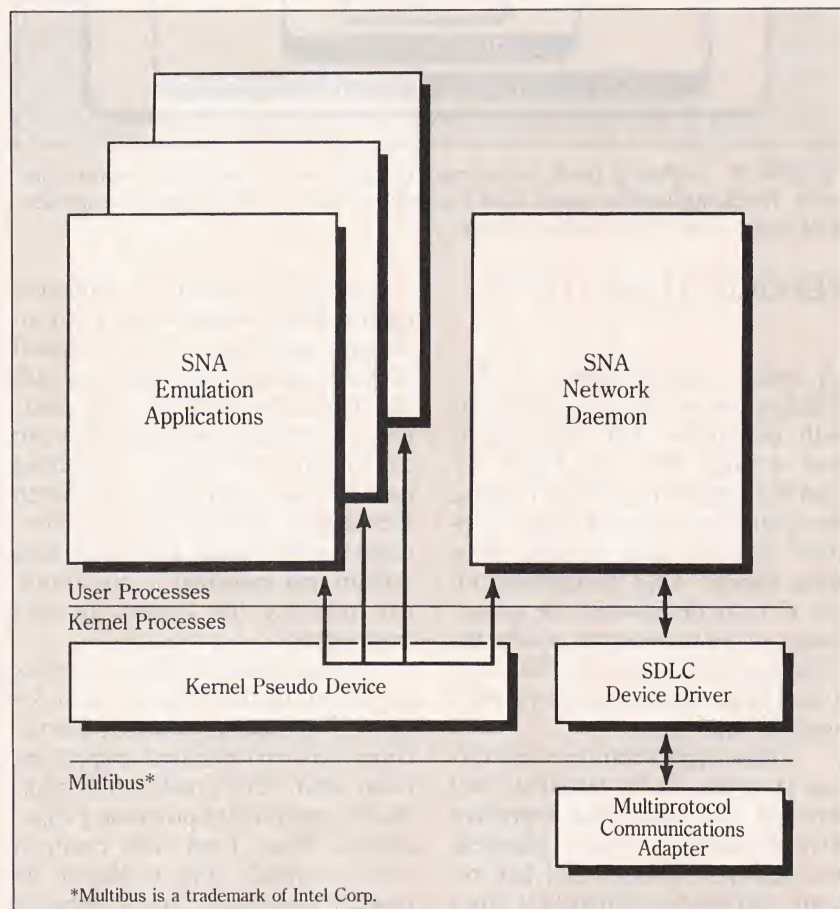 SNA
Emulation
Applications
SNA
Network
Daemon
User Processes
Kernel Processes
Kernel Pseudo Device
SDLC
Device Driver
Multibus*
Multiprotocol
Communications
Adapter
*Multibus is a trademark of Intel Corp.